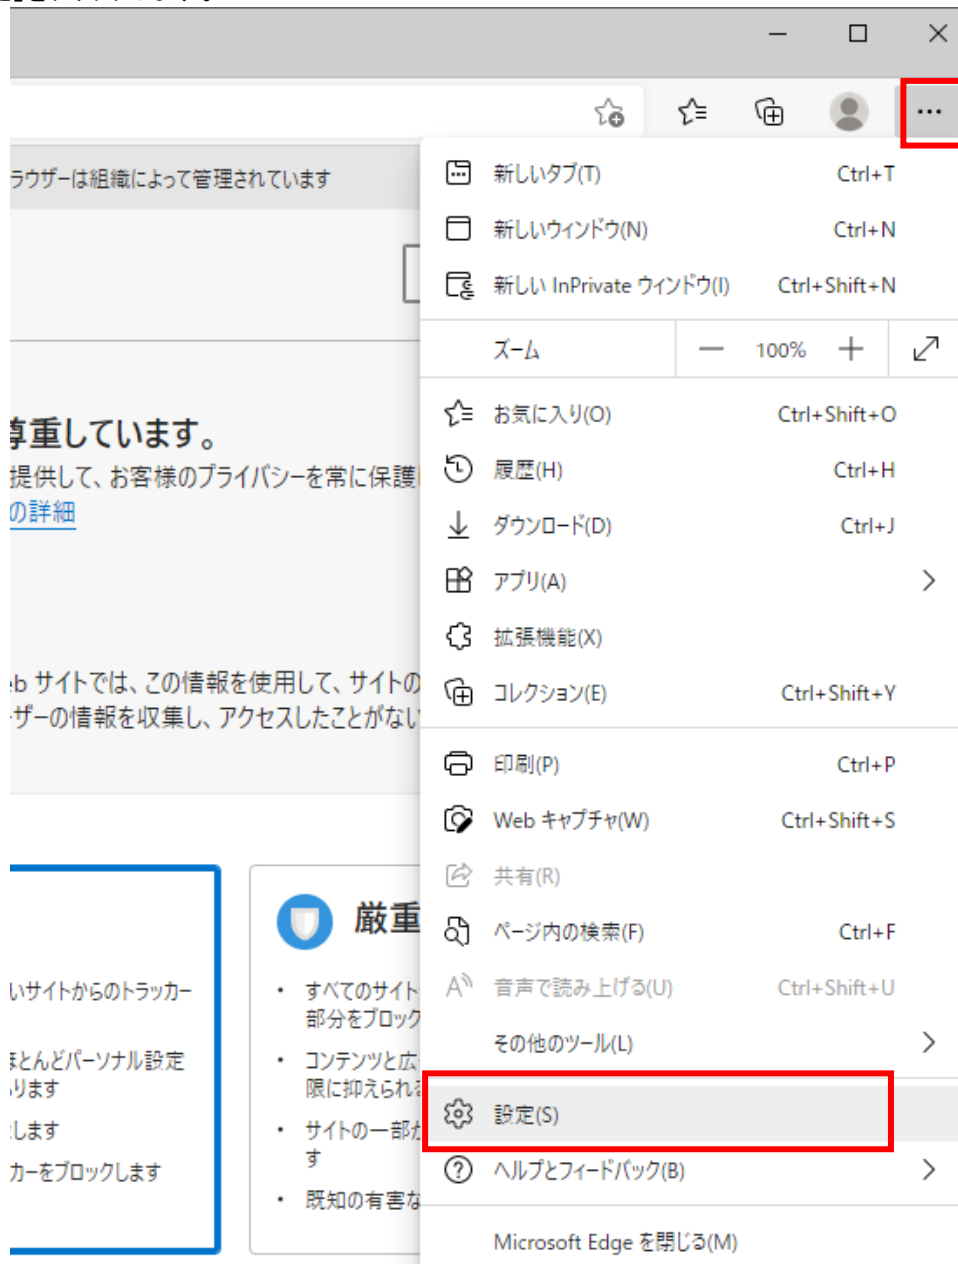 ラウザーは組織によって管理されています
新しいタブ(T) Ctrl+T
新しいウィンドウ(N) Ctrl+N
新しい InPrivate ウィンドウ(I) Ctrl+Shift+N
ズーム — 100% +
お気に入り(O) Ctrl+Shift+O
履歴(H) Ctrl+H
ダウンロード(D) Ctrl+J
アプリ(A)
拡張機能(X)
コレクション(E) Ctrl+Shift+Y
印刷(P) Ctrl+P
Web キャプチャ(W) Ctrl+Shift+S
共有(R)
ページ内の検索(F) Ctrl+F
音声で読み上げる(U) Ctrl+Shift+U
その他のツール(L)
設定(S)
ヘルプとフィードバック(B)
Microsoft Edge を閉じる(M)
尊重しています。
提供して、お客様のプライバシーを常に保護
の詳細
eb サイトでは、この情報を使用して、サイトの
ーザーの情報を収集し、アクセスしたことがない
いサイトからのトラッカー
ほとんどパーソナル設定
ります
します
カーをブロックします
厳重
• すべてのサイト
部分をブロック
• コンテンツと広
限に抑えられ
• サイトの一部が
す
• 既知の有害な